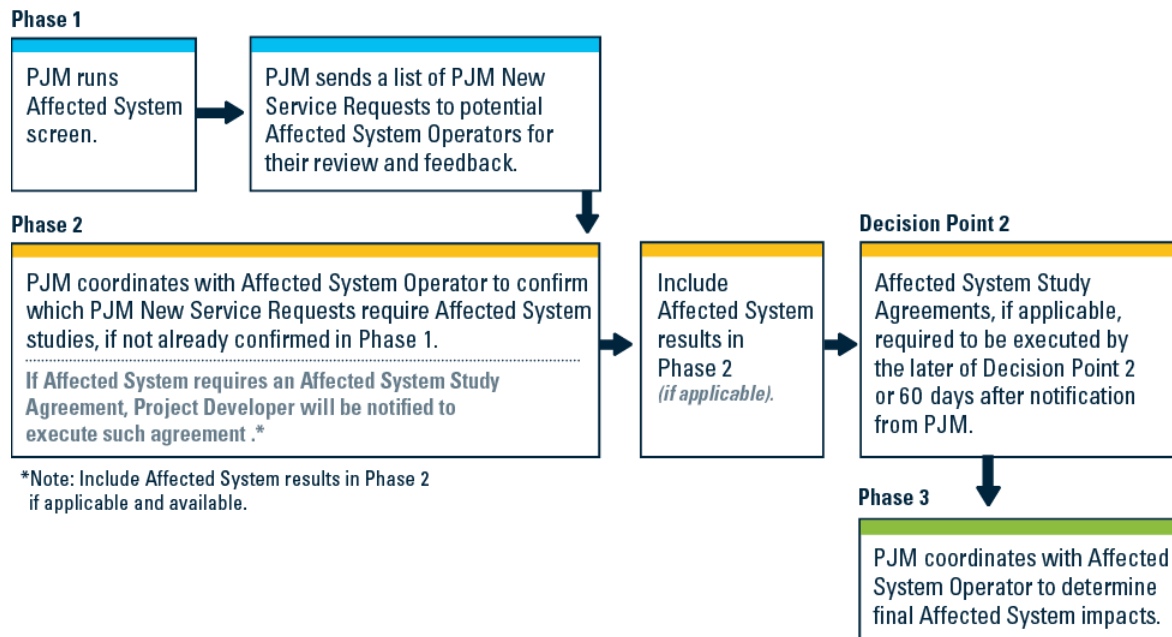 Phase 1
PJM runs
Affected System
screen.
PJM sends a list of PJM New
Service Requests to potential
Affected System Operators for
their review and feedback.
Phase 2
PJM coordinates with Affected System Operator to confirm
which PJM New Service Requests require Affected System
studies, if not already confirmed in Phase 1.
If Affected System requires an Affected System Study
Agreement, Project Developer will be notified to
execute such agreement .*
*Note: Include Affected System results in Phase 2
if applicable and available.
Include
Affected System
results in
Phase 2
(if applicable).
Decision Point 2
Affected System Study
Agreements, if applicable,
required to be executed by
the later of Decision Point 2
or 60 days after notification
from PJM.
Phase 3
PJM coordinates with Affected
System Operator to determine
final Affected System impacts.